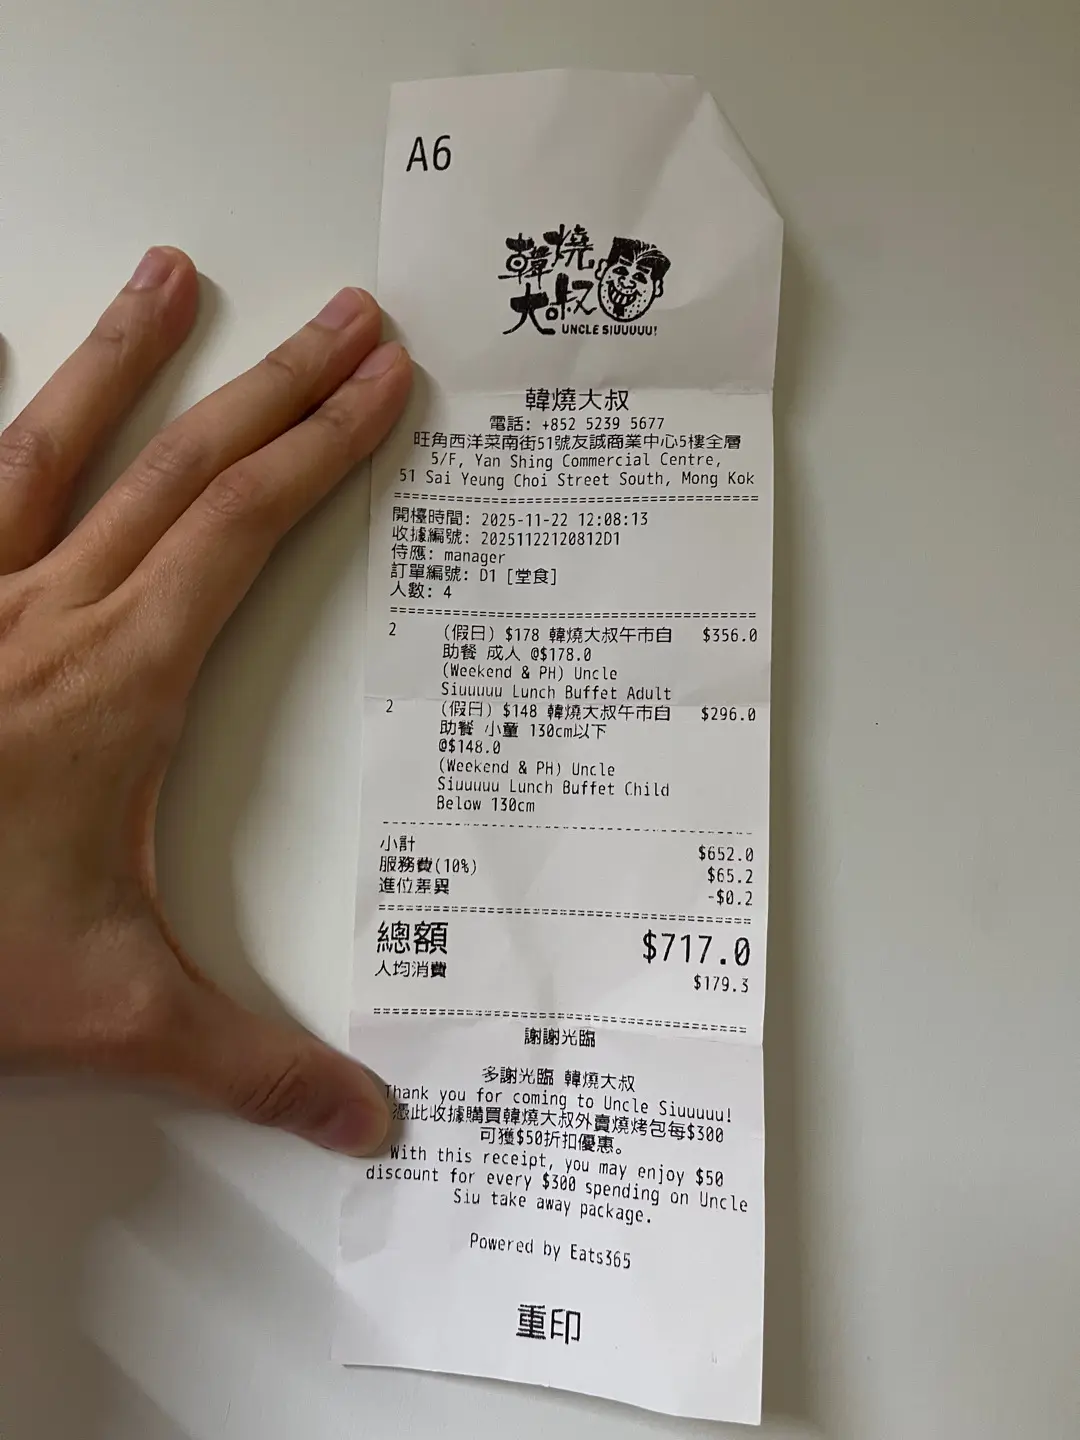 A6
韓燒
大叔
UNCLE SIUUUUU!
韓燒大叔
電話: +852 5239 5677
旺角西洋菜南街51號友誠商業中心5樓全層
5/F, Yan Shing Commercial Centre,
51 Sai Yeung Choi Street South, Mong Kok
開檯時間: 2025-11-22 12:08:13
收據編號: 20251122120812D1
侍應: manager
訂單編號: D1 [堂食]
人數: 4
2 (假日) $178 韓燒大叔午市自 $356.0
助餐 成人 @$178.0
(Weekend & PH) Uncle
Siuuuuu Lunch Buffet Adult
2 (假日) $148 韓燒大叔午市自 $296.0
助餐 小童 130cm以下
@$148.0
(Weekend & PH) Uncle
Siuuuuu Lunch Buffet Child
Below 130cm
小計 $652.0
服務費(10%) $65.2
進位差異 -$0.2
總額 $717.0
人均消費 $179.3
謝謝光臨
多謝光臨 韓燒大叔
Thank you for coming to Uncle Siuuuuu!
憑此收據購買韓燒大叔外賣燒烤包每$300
可獲$50折扣優惠。
With this receipt, you may enjoy $50
discount for every $300 spending on Uncle
Siu take away package.
Powered by Eats365
重印